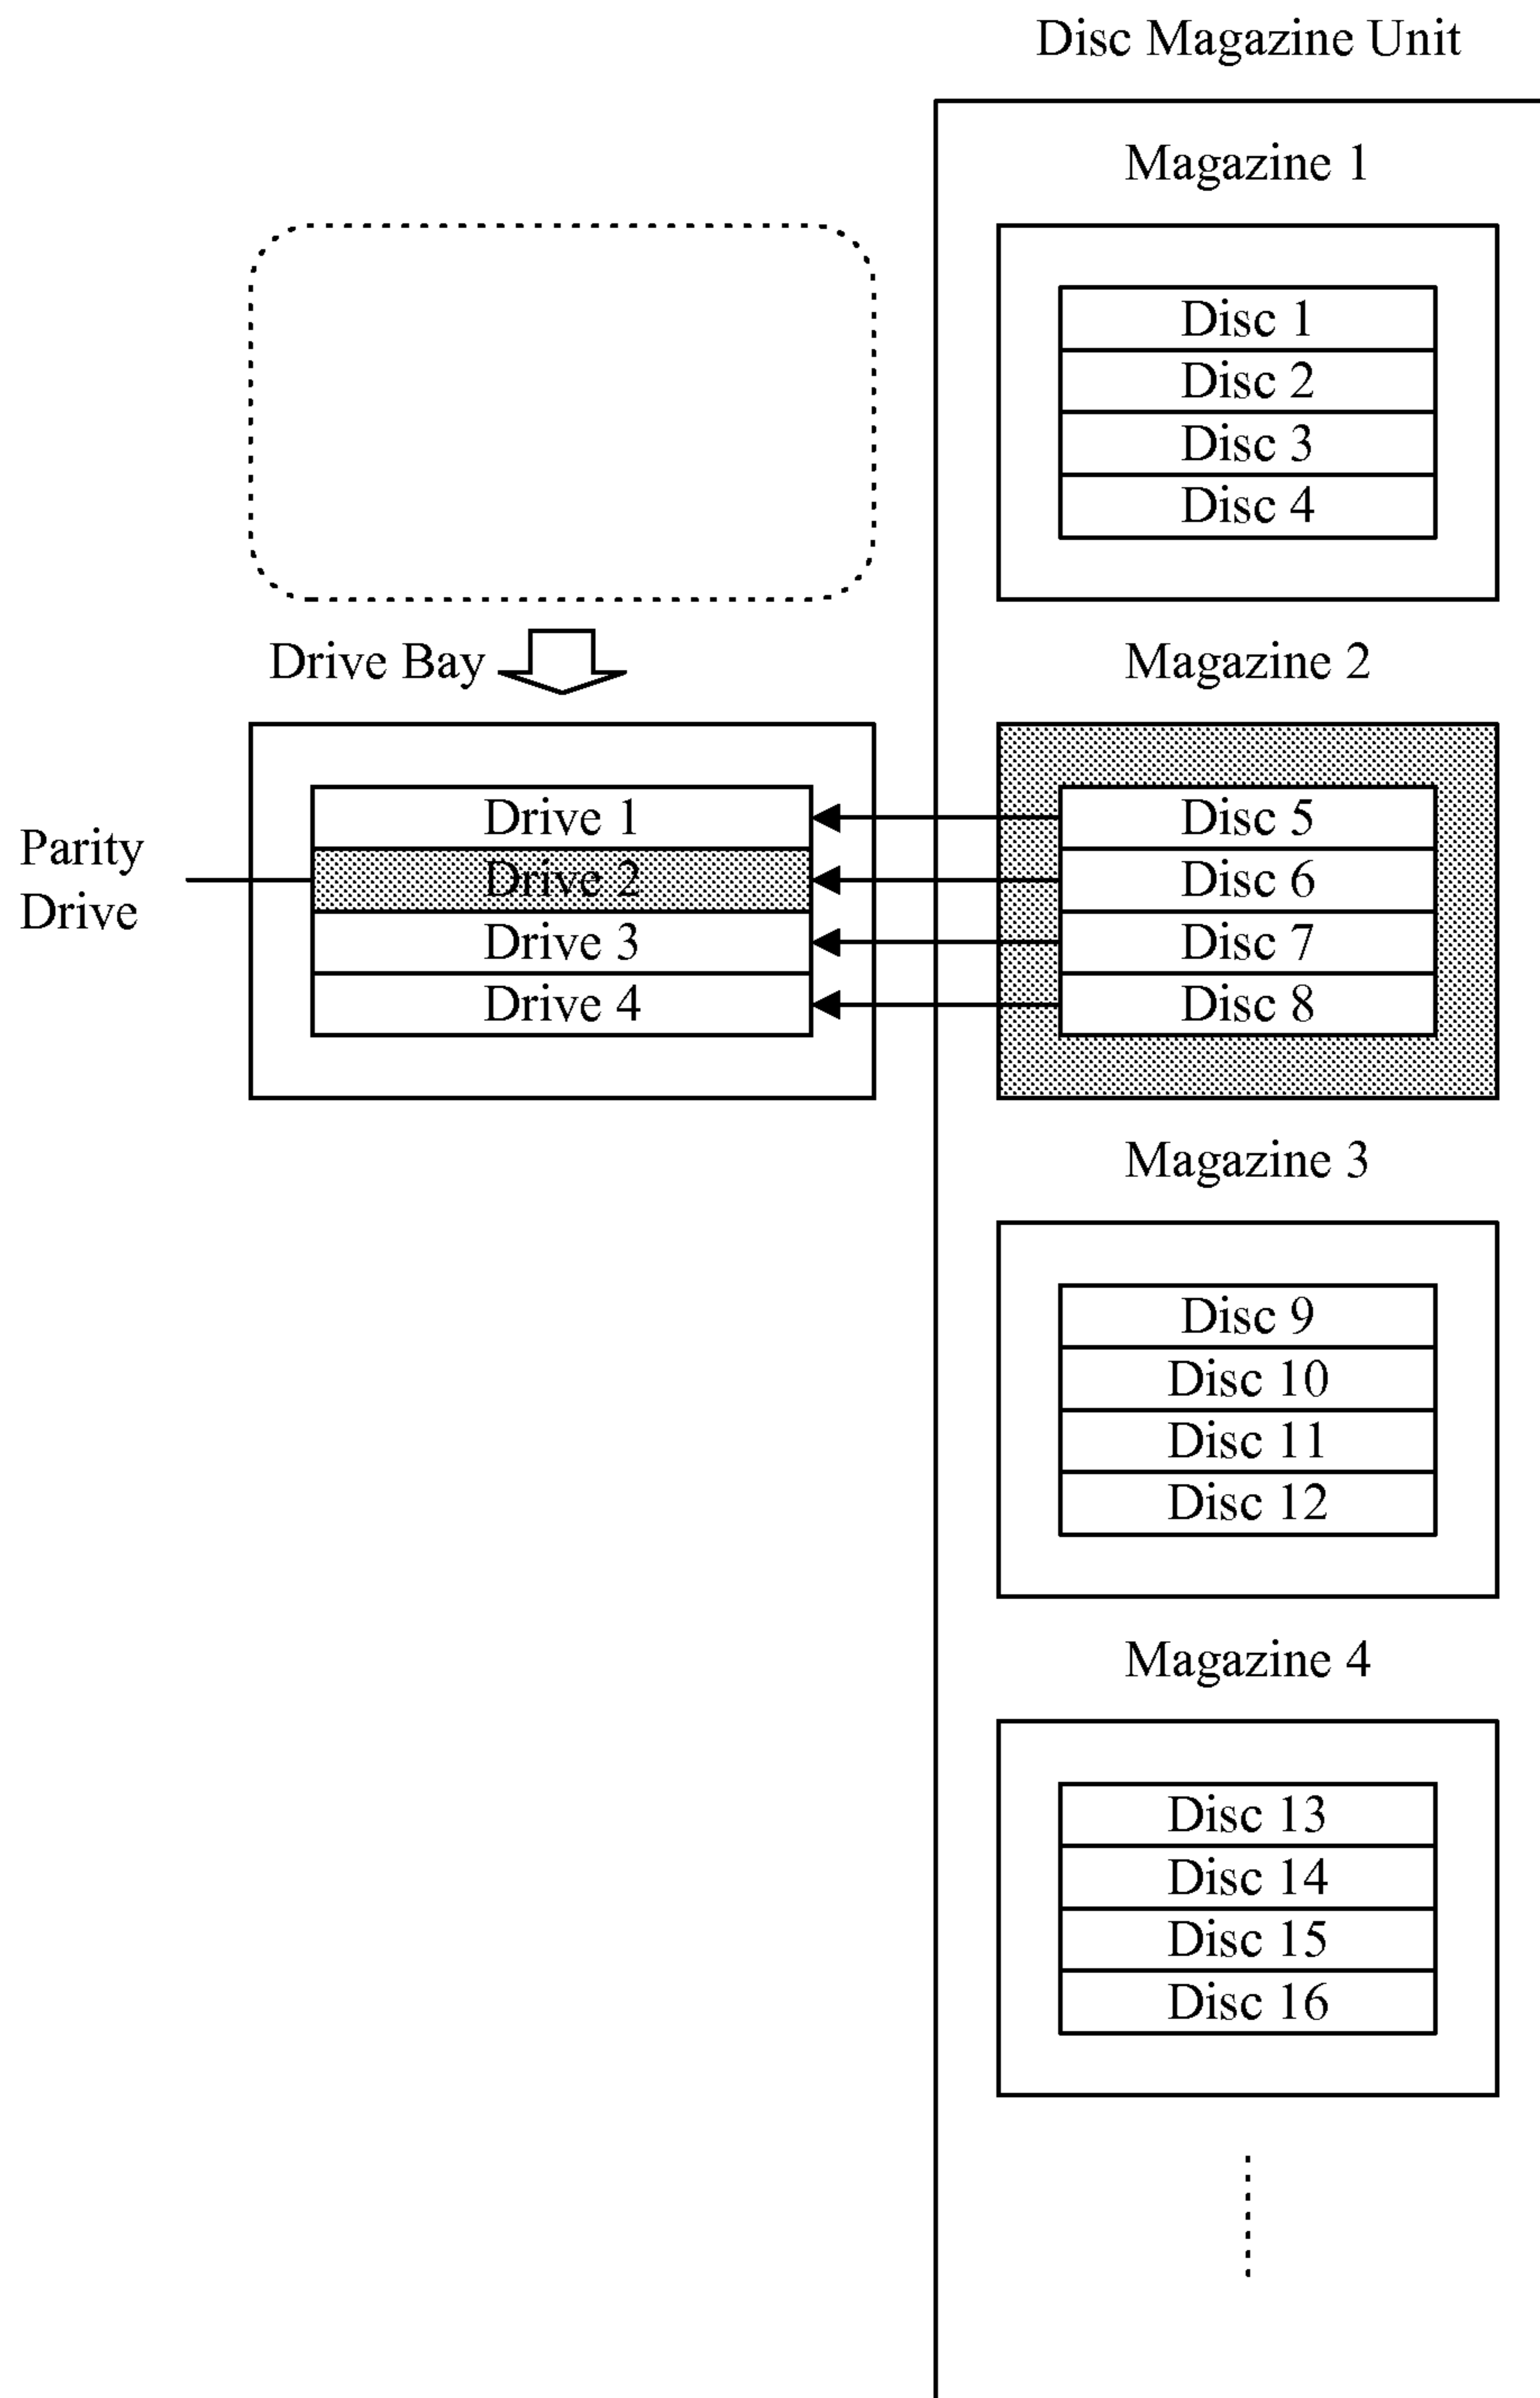 Disc Magazine Unit
Magazine 1
Disc 1
Disc 2
Disc 3
Disc 4
Drive Bay
Magazine 2
Parity
Drive
Drive 1
Drive 2
Drive 3
Drive 4
Disc 5
Disc 6
Disc 7
Disc 8
Magazine 3
Disc 9
Disc 10
Disc 11
Disc 12
Magazine 4
Disc 13
Disc 14
Disc 15
Disc 16